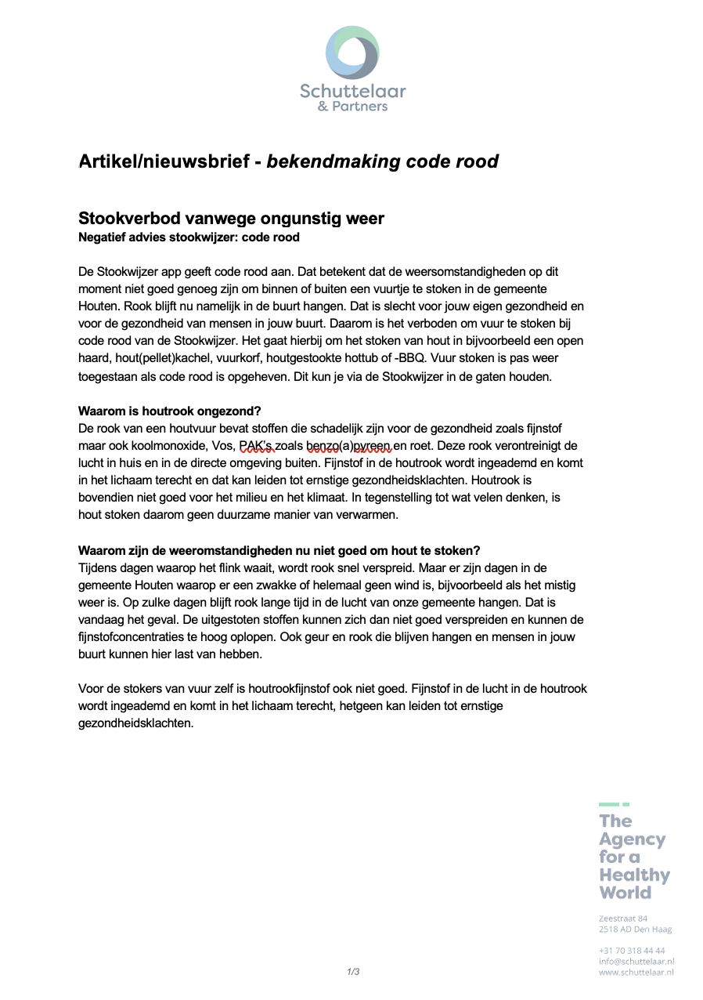 Schuttelaar
& Partners
Artikel/nieuwsbrief - bekendmaking code rood
Stookverbod vanwege ongunstig weer
Negatief advies stookwijzer: code rood
De Stookwijzer app geeft code rood aan. Dat betekent dat de weersomstandigheden op dit
moment niet goed genoeg zijn om binnen of buiten een vuurtje te stoken in de gemeente
Houten. Rook blijft nu namelijk in de buurt hangen. Dat is slecht voor jouw eigen gezondheid en
voor de gezondheid van mensen in jouw buurt. Daarom is het verboden om vuur te stoken bij
code rood van de Stookwijzer. Het gaat hierbij om het stoken van hout in bijvoorbeeld een open
haard, hout(pellet)kachel, vuurkorf, houtgestookte hottub of -BBQ. Vuur stoken is pas weer
toegestaan als code rood is opgeheven. Dit kun je via de Stookwijzer in de gaten houden.
Waarom is houtrook ongezond?
De rook van een houtvuur bevat stoffen die schadelijk zijn voor de gezondheid zoals fijnstof
maar ook koolmonoxide, Vos, PAK's zoals benzo(a)pyreen en roet. Deze rook verontreinigt de
lucht in huis en in de directe omgeving buiten. Fijnstof in de houtrook wordt ingeademd en komt
in het lichaam terecht en dat kan leiden tot ernstige gezondheidsklachten. Houtrook is
bovendien niet goed voor het milieu en het klimaat. In tegenstelling tot wat velen denken, is
hout stoken daarom geen duurzame manier van verwarmen.
Waarom zijn de weeromstandigheden nu niet goed om hout te stoken?
Tijdens dagen waarop het flink waait, wordt rook snel verspreid. Maar er zijn dagen in de
gemeente Houten waarop er een zwakke of helemaal geen wind is, bijvoorbeeld als het mistig
weer is. Op zulke dagen blijft rook lange tijd in de lucht van onze gemeente hangen. Dat is
vandaag het geval. De uitgestoten stoffen kunnen zich dan niet goed verspreiden en kunnen de
fijnstofconcentraties te hoog oplopen. Ook geur en rook die blijven hangen en mensen in jouw
buurt kunnen hier last van hebben.
Voor de stokers van vuur zelf is houtrookfijnstof ook niet goed. Fijnstof in de lucht in de houtrook
wordt ingeademd en komt in het lichaam terecht, hetgeen kan leiden tot ernstige
gezondheidsklachten.
The
Agency
for a
Healthy
World
Zeestraat 84
2518 AD Den Haag
+31 70 318 44 44
info@schuttelaar.nl
www.schuttelaar.nl
1/3